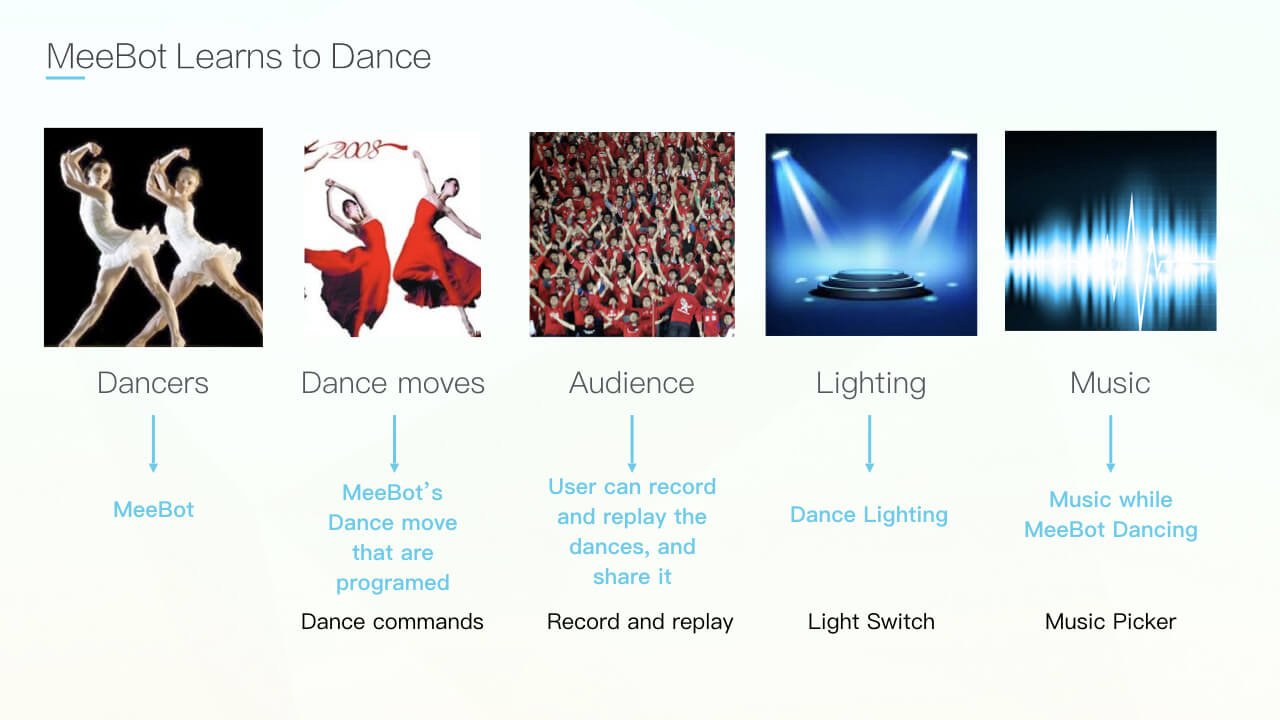 MeeBot Learns to Dance
2008
Dancers
Dance moves
Audience
Lighting
Music
MeeBot
MeeBot's
Dance move
that are
programed
User can record
and replay the
dances, and
share it
Dance Lighting
Music while
MeeBot Dancing
Dance commands
Record and replay
Light Switch
Music Picker